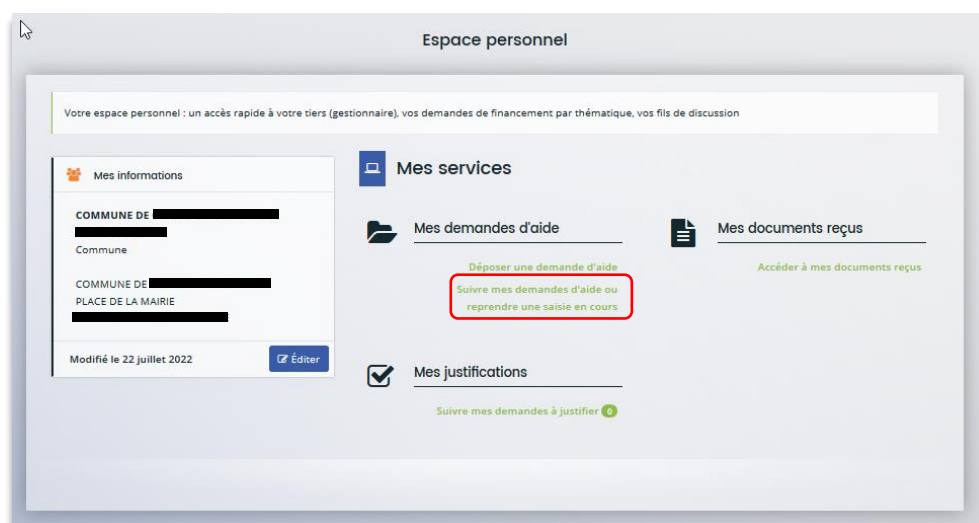 Espace personnel
Votre espace personnel : un accès rapide à votre tiers (gestionnaire), vos demandes de financement par thématique, vos fils de discussion
Mes informations
COMMUNE DE
Commune
COMMUNE DE
PLACE DE LA MAIRIE
Modifié le 22 juillet 2022
Éditer
Mes services
Mes demandes d'aide
Déposer une demande d'aide
Suivre mes demandes d'aide ou
reprendre une saisie en cours
Mes documents reçus
Accéder à mes documents reçus
Mes justifications
Suivre mes demandes à justifier 0